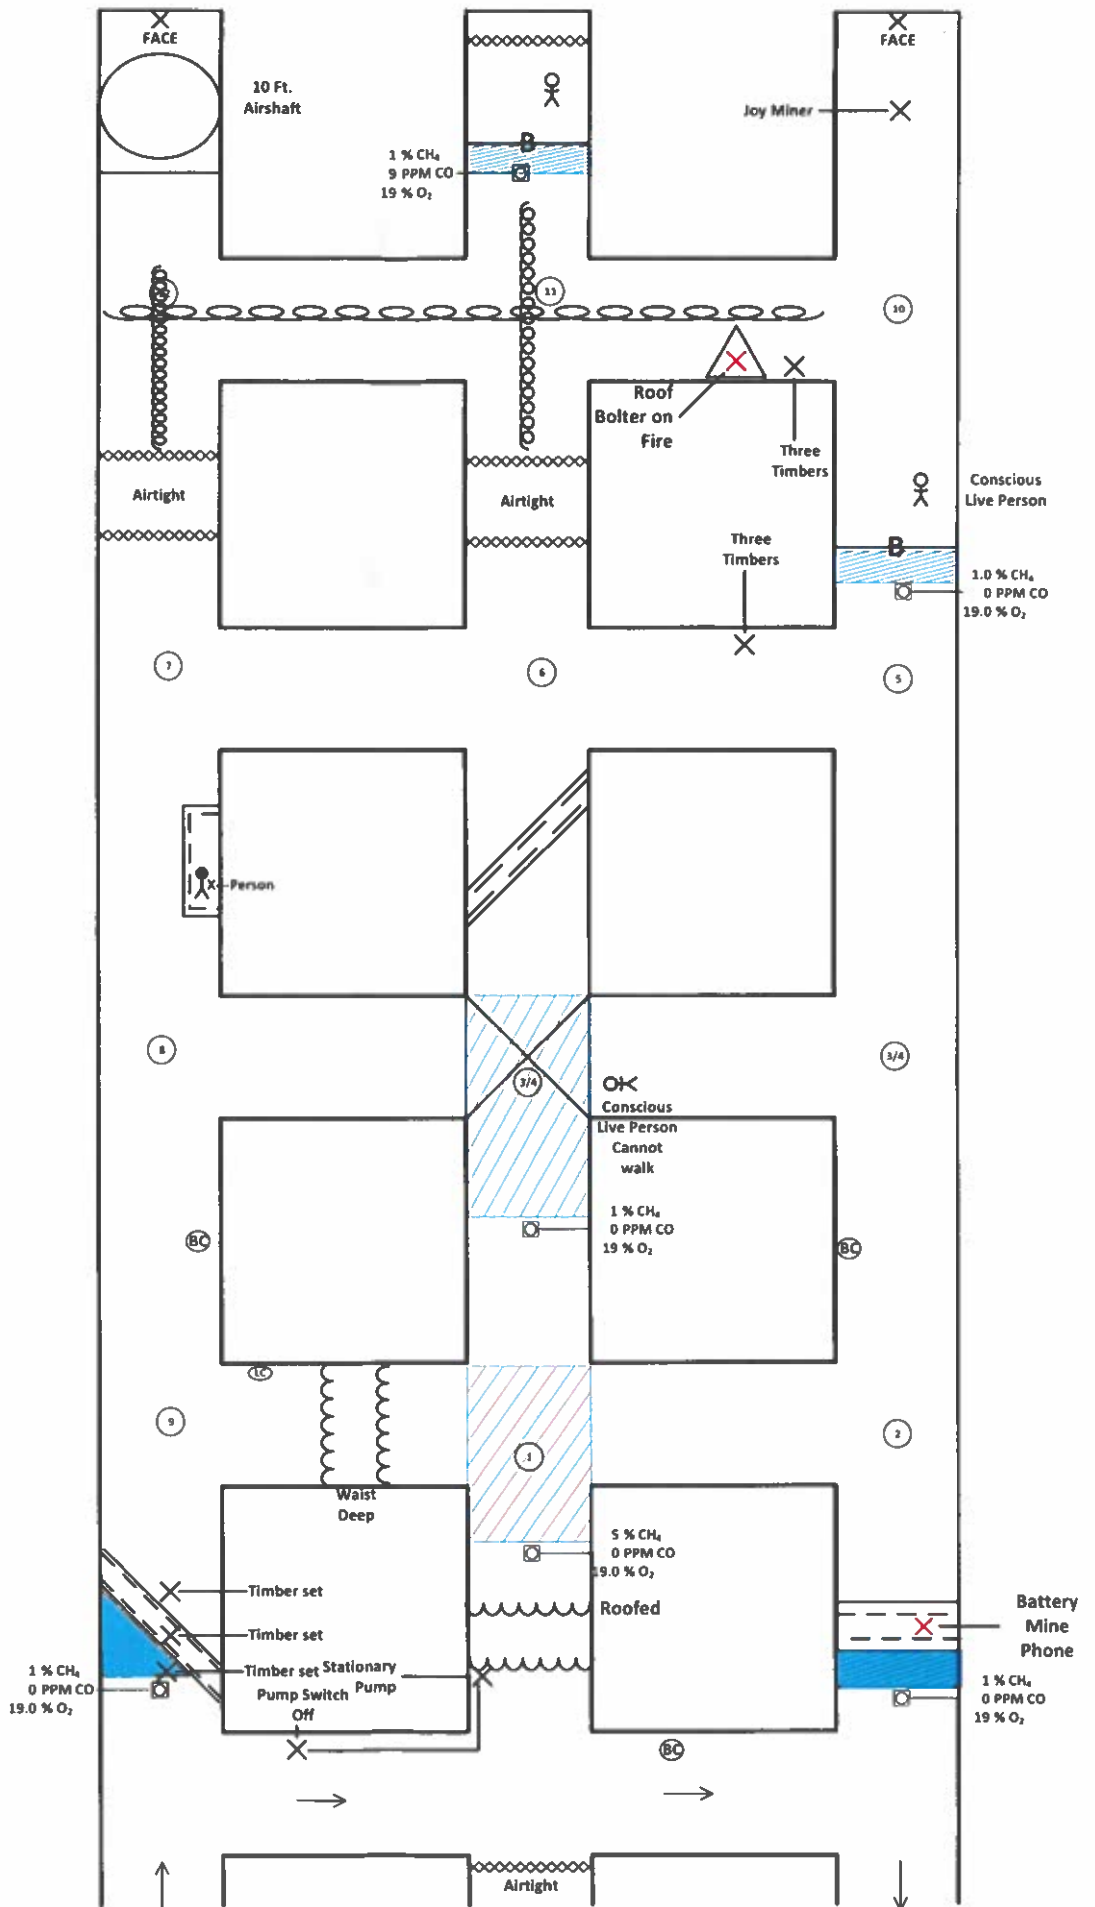 FACE
FACE
10 Ft.
Airshaft
Joy Miner
B
1 % CH₄
9 PPM CO
19 % O₂
11
10
Roof
Bolter on
Fire
Three
Timbers
Airtight
Airtight
Conscious
Live Person
Three
Timbers
B
1.0 % CH₄
0 PPM CO
19.0 % O₂
7
6
5
Person
8
3/4
3/4
Conscious
Live Person
Cannot
walk
1 % CH₄
0 PPM CO
19 % O₂
BC
BC
LC
9
1
2
Waist
Deep
5 % CH₄
0 PPM CO
19.0 % O₂
Timber set
Roofed
Battery
Mine
Phone
Timber set
Timber set
Stationary
Pump
1 % CH₄
0 PPM CO
19.0 % O₂
Pump Switch
Off
1 % CH₄
0 PPM CO
19 % O₂
BC
Airtight